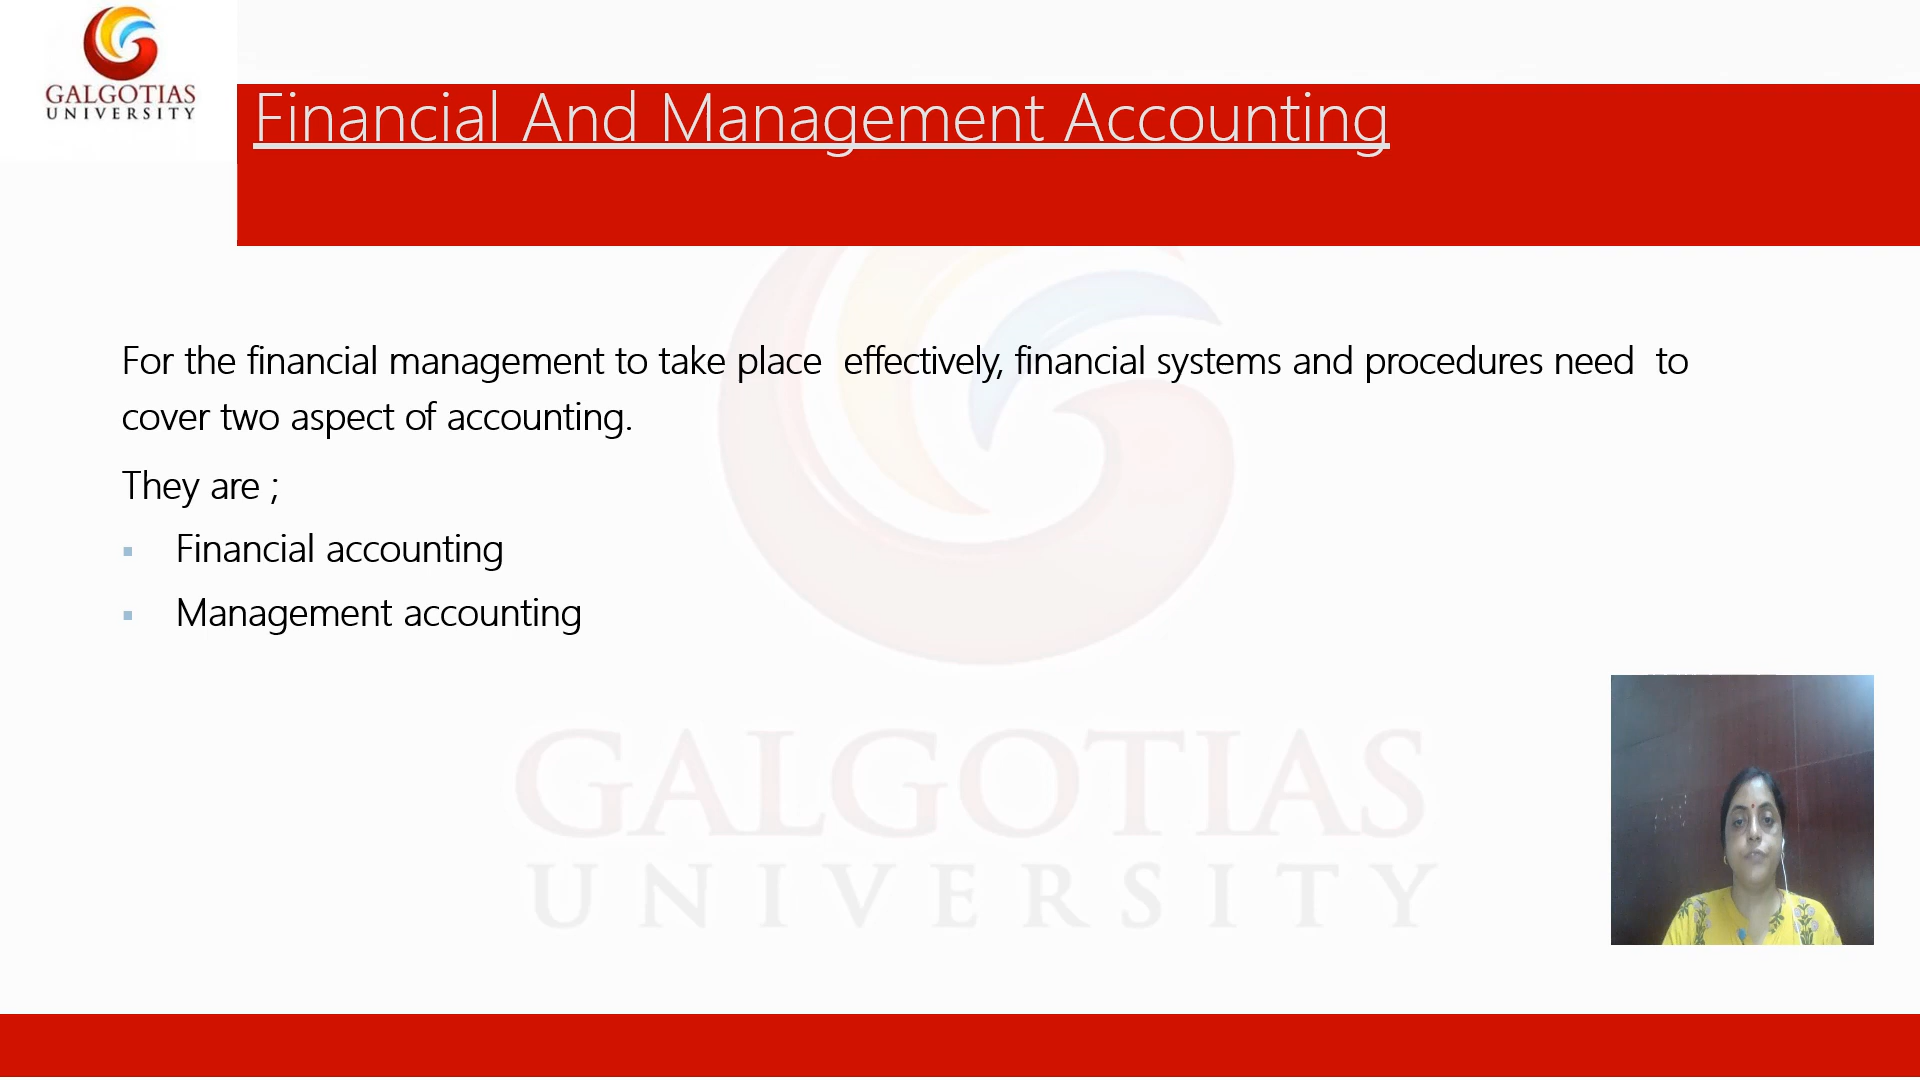 GALGOTIAS
UNIVERSITY
Financial And Management Accounting
For the financial management to take place  effectively, financial systems and procedures need  to
cover two aspect of accounting.
They are ;
▪ Financial accounting
▪ Management accounting
GALGOTIAS
UNIVERSITY